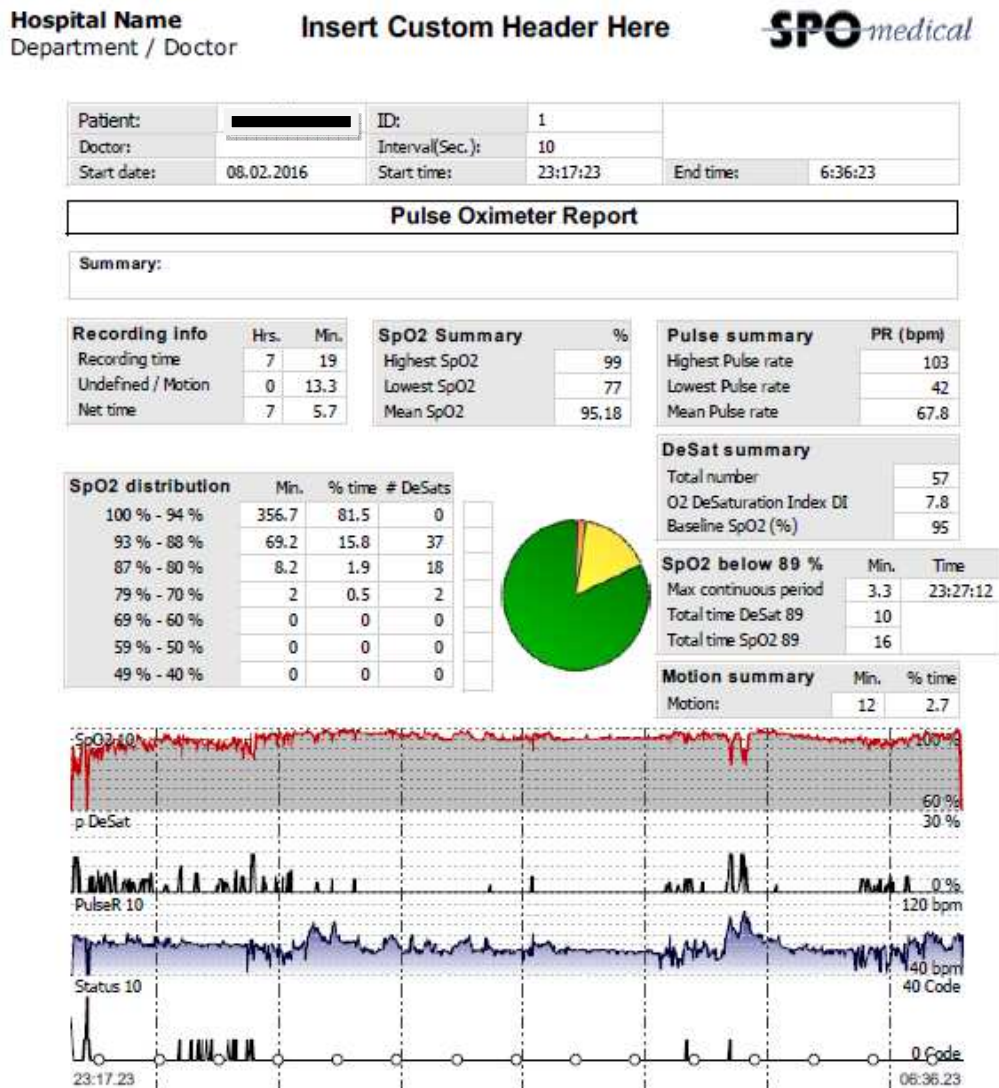 Hospital Name
Department / Doctor
Insert Custom Header Here
SPO medical
Patient: ID: 1
Doctor: Interval(Sec.): 10
Start date: 08.02.2016 Start time: 23:17:23 End time: 6:36:23
Pulse Oximeter Report
Summary:
Recording info Hrs. Min.
Recording time 7 19
Undefined / Motion 0 13.3
Net time 7 5.7
SpO2 Summary %
Highest SpO2 99
Lowest SpO2 77
Mean SpO2 95.18
Pulse summary PR (bpm)
Highest Pulse rate 103
Lowest Pulse rate 42
Mean Pulse rate 67.8
DeSat summary
Total number 57
O2 DeSaturation Index DI 7.8
Baseline SpO2 (%) 95
SpO2 distribution Min. % time # DeSats
100 % - 94 % 356.7 81.5 0
93 % - 88 % 69.2 15.8 37
87 % - 80 % 8.2 1.9 18
79 % - 70 % 2 0.5 2
69 % - 60 % 0 0 0
59 % - 50 % 0 0 0
49 % - 40 % 0 0 0
SpO2 below 89 % Min. Time
Max continuous period 3.3 23:27:12
Total time DeSat 89 10
Total time SpO2 89 16
Motion summary Min. % time
Motion: 12 2.7
SpO2 10 100 %
60 %
p DeSat 30 %
0 %
PulseR 10 120 bpm
40 bpm
Status 10 40 Code
0 Code
23:17.23 06:36.23